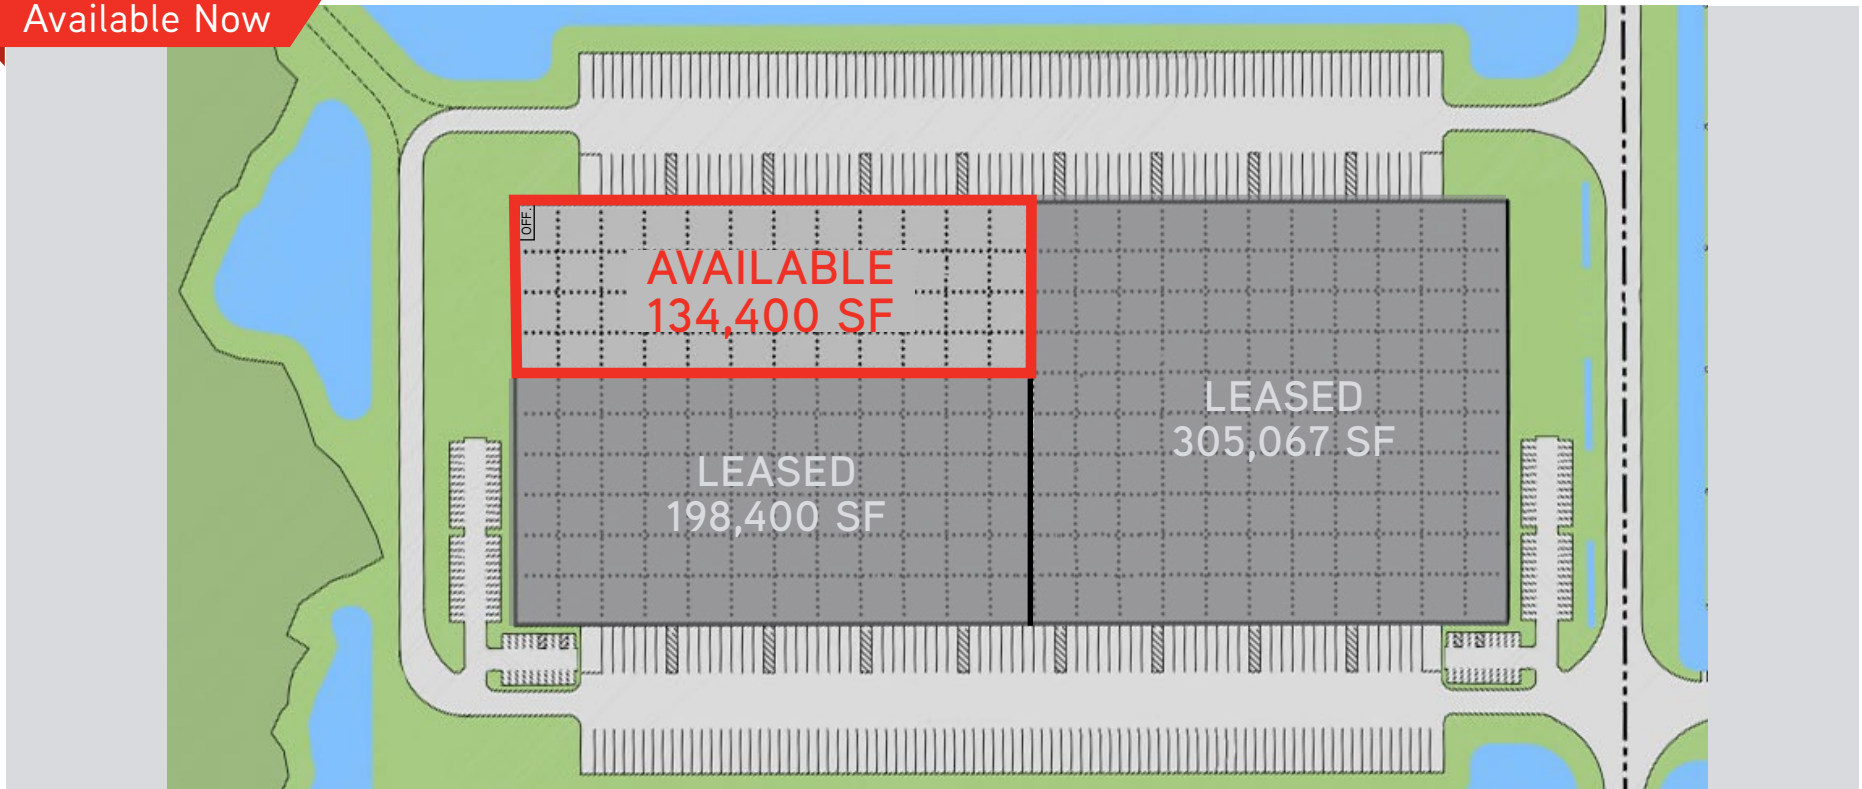 Available Now
OFF.
AVAILABLE
134,400 SF
LEASED
305,067 SF
LEASED
198,400 SF